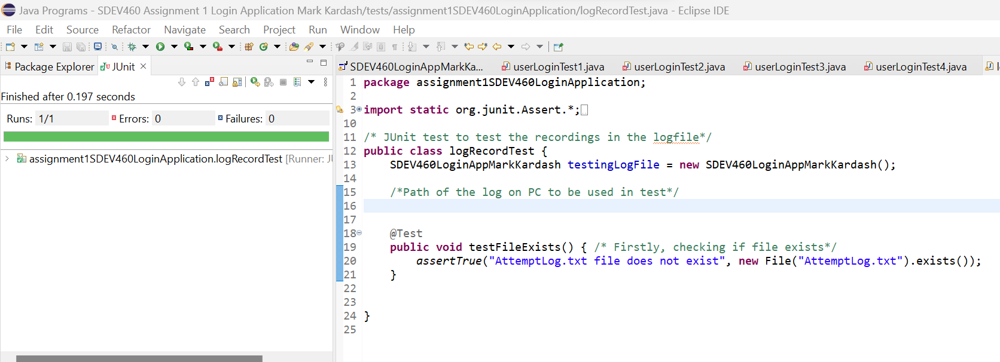 Java Programs - SDEV460 Assignment 1 Login Application Mark Kardash/tests/assignment1SDEV460LoginApplication/logRecordTest.java - Eclipse IDE
File Edit Source Refactor Navigate Search Project Run Window Help
Package Explorer JUnit
Finished after 0.197 seconds
Runs: 1/1 Errors: 0 Failures: 0
assignment1SDEV460LoginApplication.logRecordTest [Runner: JU
SDEV460LoginAppMarkKa... userLoginTest1.java userLoginTest2.java userLoginTest3.java userLoginTest4.java
1 package assignment1SDEV460LoginApplication;
2
3 import static org.junit.Assert.*;
10
11 /* JUnit test to test the recordings in the logfile*/
12 public class logRecordTest {
13 SDEV460LoginAppMarkKardash testingLogFile = new SDEV460LoginAppMarkKardash();
14
15 /*Path of the log on PC to be used in test*/
16
17
18 @Test
19 public void testFileExists() { /* Firstly, checking if file exists*/
20 assertTrue("AttemptLog.txt file does not exist", new File("AttemptLog.txt").exists());
21 }
22
23
24 }
25